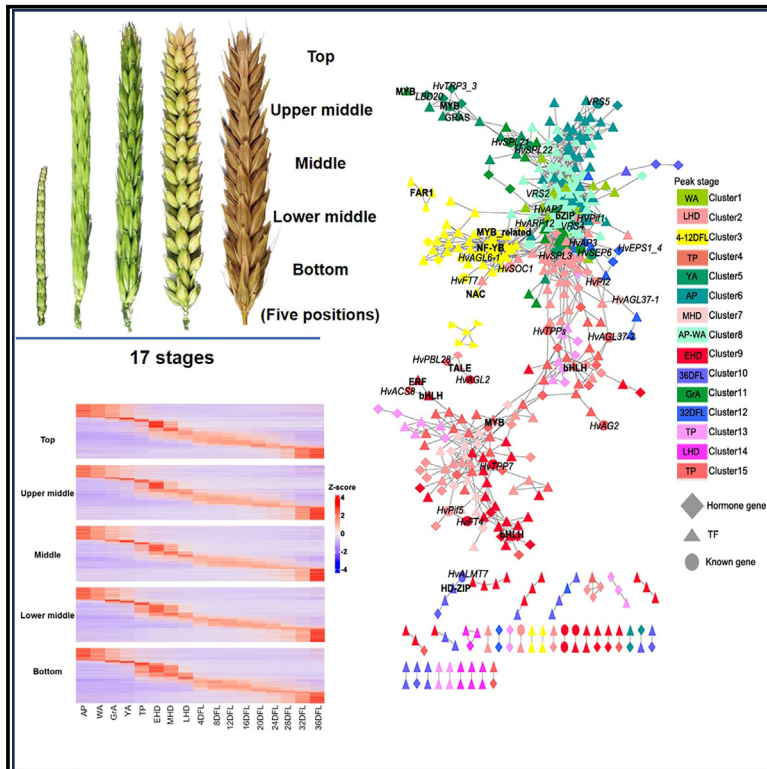 Top
Upper middle
Middle
Lower middle
Bottom
(Five positions)
17 stages
Top
Upper middle
Middle
Lower middle
Bottom
Z-score
4
2
0
-2
-4
AP
WA
GrA
YA
TP
EHD
MHD
LHD
4DFL
8DFL
12DFL
16DFL
20DFL
24DFL
28DFL
32DFL
36DFL
HvTRP3_3
MYB
LBD20
MYB
GRAS
VRS5
HvSPL21
HvSPL22
FAR1
VRS2
HvAP2
bZIP
HvPif1
HvARF12
VRS4
MYB_related
NF-YB
HvAP3
HvEPS1_4
HvAGL6-1
HvSOC1
HvSPL3
HvSEP6
HvFT7
HvPI2
NAC
HvAGL37-1
HvTPPs
HvAGL37-2
HvPBL28
TALE
bHLH
ERF
HvAGL2
HvACS8
bHLH
MYB
HvAG2
HvTPP7
HvPif5
HvFT4
bHLH
HvALMT7
HD-ZIP
Peak stage
WA Cluster1
LHD Cluster2
4-12DFL Cluster3
TP Cluster4
YA Cluster5
AP Cluster6
MHD Cluster7
AP-WA Cluster8
EHD Cluster9
36DFL Cluster10
GrA Cluster11
32DFL Cluster12
TP Cluster13
LHD Cluster14
TP Cluster15
Hormone gene
TF
Known gene